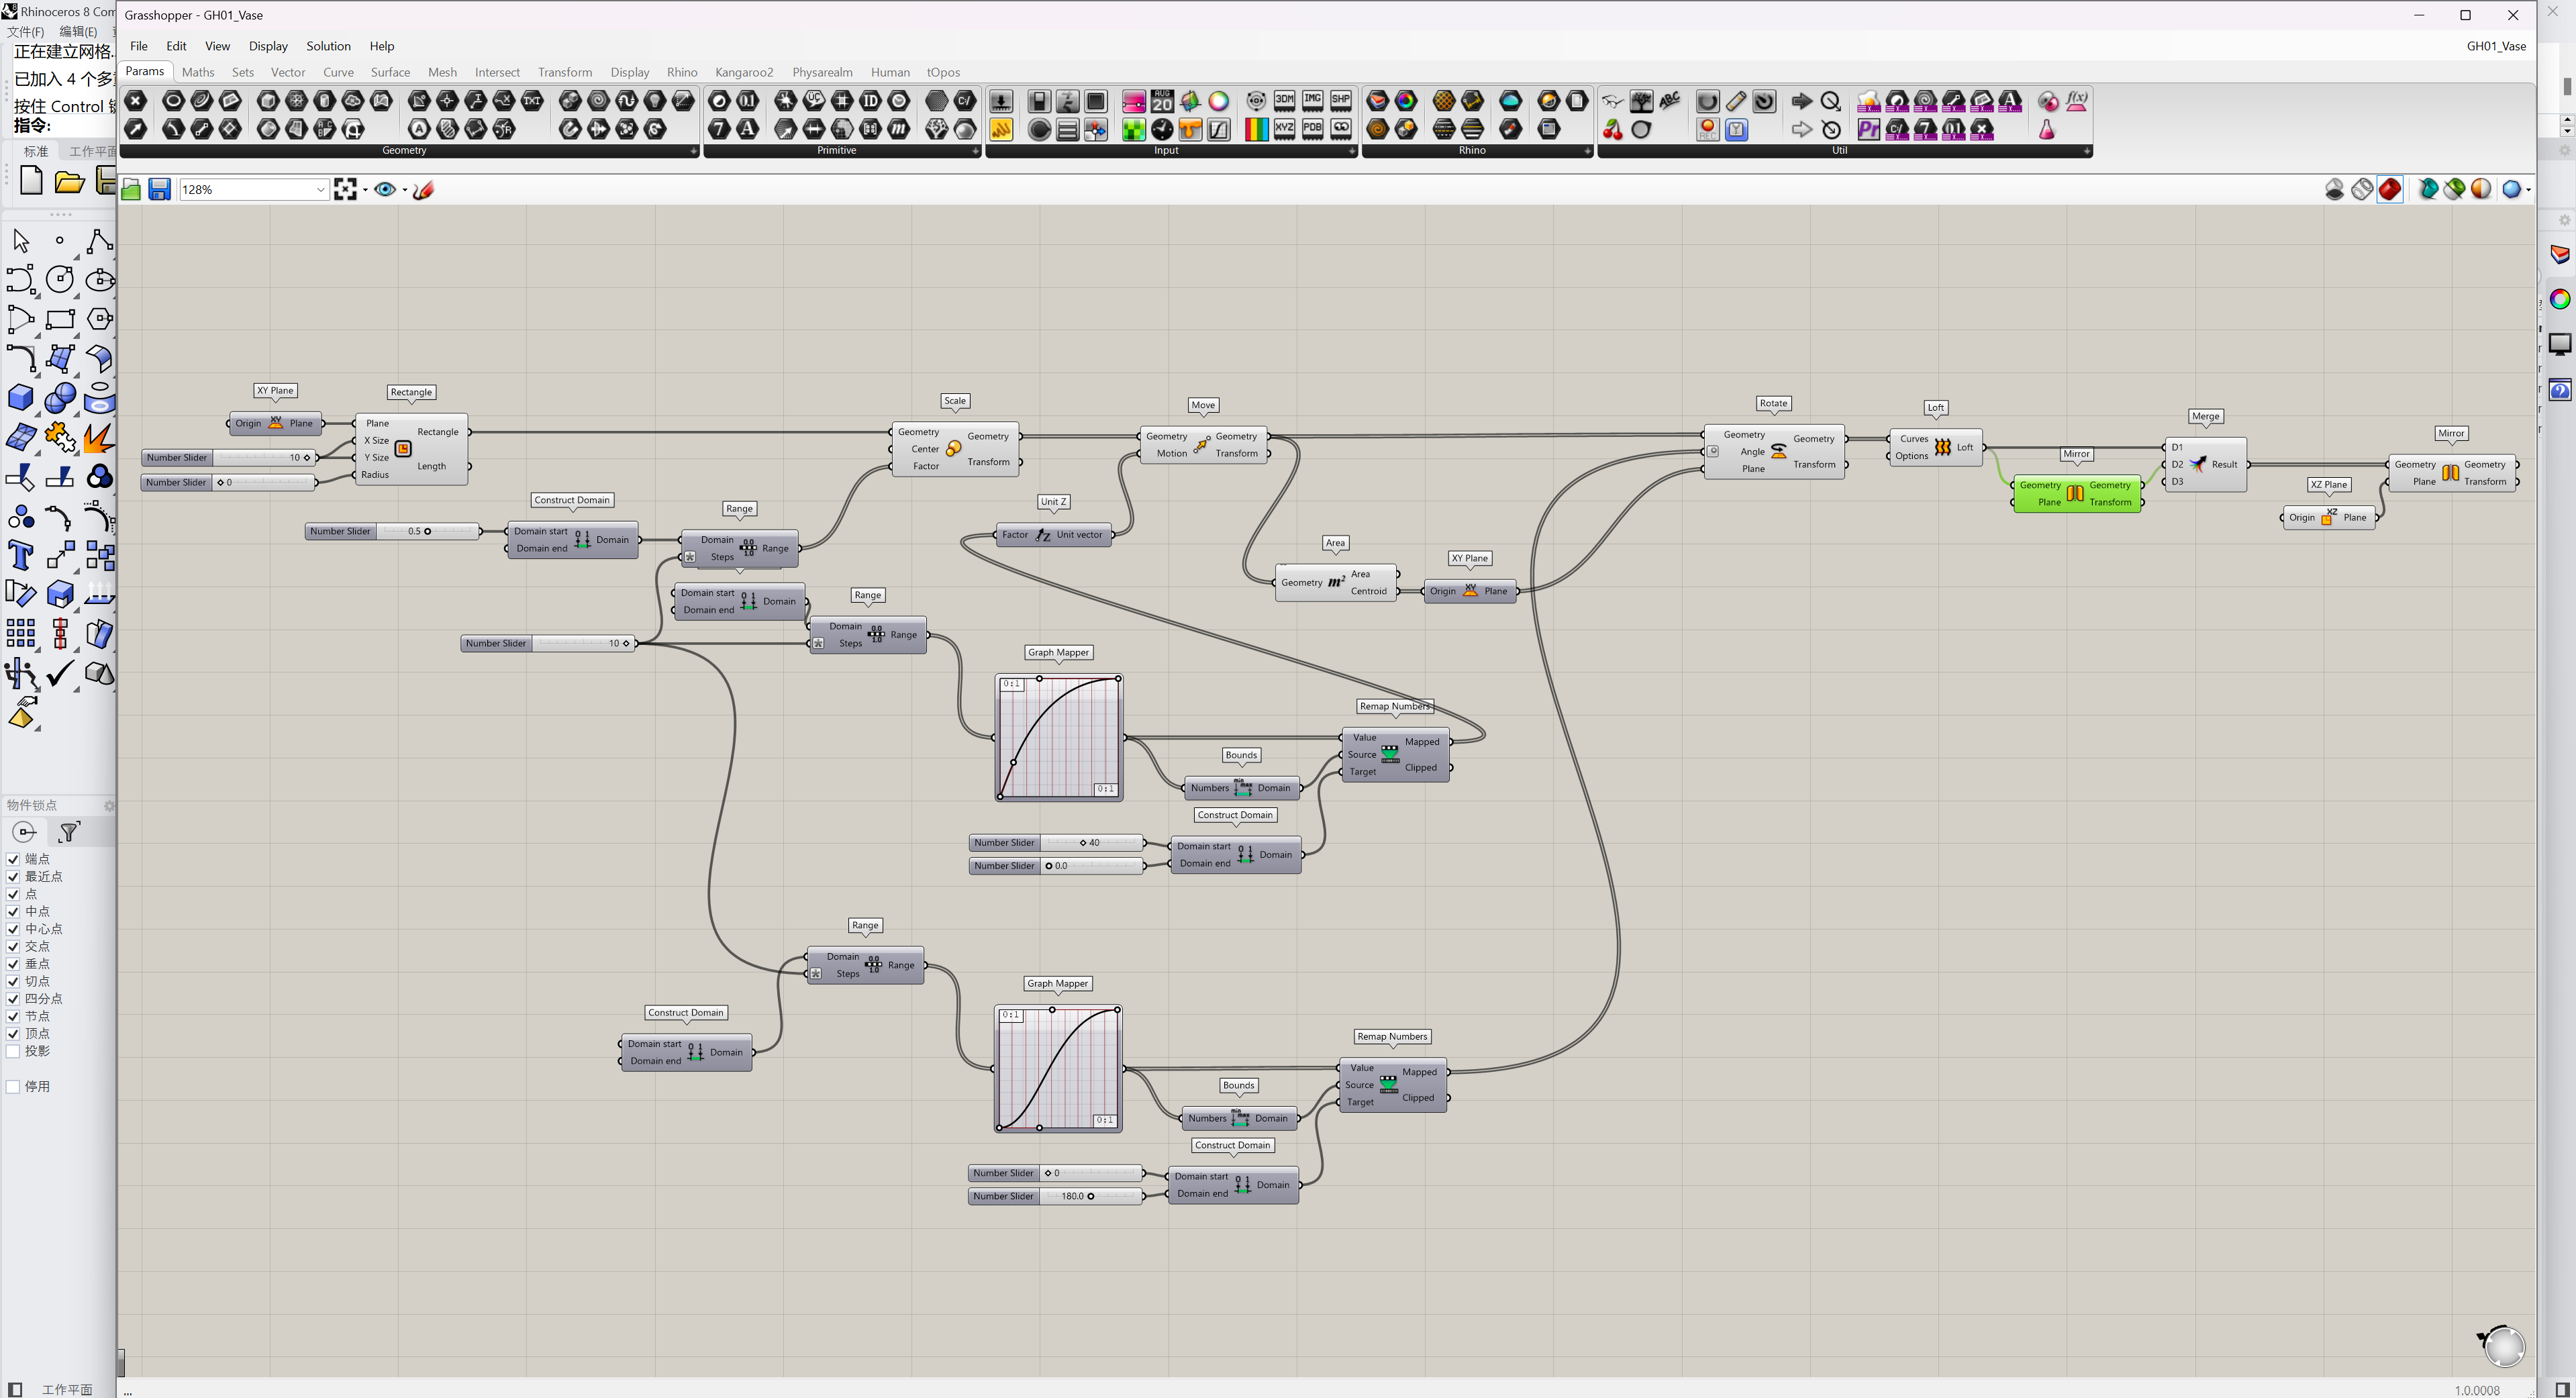 Rhinoceros 8 Com
Grasshopper - GH01_Vase
文件(F) 编辑(E)
File Edit View Display Solution Help
GH01_Vase
正在建立网格..
已加入 4 个多
按住 Control 键
指令:
Params Maths Sets Vector Curve Surface Mesh Intersect Transform Display Rhino Kangaroo2 Physarealm Human tOpos
Geometry Primitive Input Rhino Util
标准 工作平面
128%
XY Plane
Origin XY Plane
Rectangle
Plane
X Size
Y Size
Radius
Rectangle
Length
Number Slider 10
Number Slider 0
Number Slider 0.5
Construct Domain
Domain start
Domain end
Domain
Range
Domain
Steps
Range
Domain start
Domain end
Domain
Range
Domain
Steps
Range
Number Slider 10
Scale
Geometry
Center
Factor
Geometry
Transform
Move
Geometry
Motion
Geometry
Transform
Unit Z
Factor Z Unit vector
Area
Geometry m²
Area
Centroid
XY Plane
Origin XY Plane
Graph Mapper
0:1
0:1
Bounds
Numbers min max Domain
Remap Numbers
Value
Source
Target
Mapped
Clipped
Construct Domain
Number Slider 40
Number Slider 0.0
Domain start
Domain end
Domain
Rotate
Geometry
Angle
Plane
Geometry
Transform
Loft
Curves
Options
Loft
Mirror
Geometry
Plane
Geometry
Transform
Merge
D1
D2
D3
Result
XZ Plane
Origin XZ Plane
Mirror
Geometry
Plane
Geometry
Transform
Range
Domain
Steps
Range
Construct Domain
Domain start
Domain end
Domain
Graph Mapper
0:1
0:1
Bounds
Numbers min max Domain
Remap Numbers
Value
Source
Target
Mapped
Clipped
Construct Domain
Number Slider 0
Number Slider 180.0
Domain start
Domain end
Domain
物件锁点
端点
最近点
点
中点
中心点
交点
垂点
切点
四分点
节点
顶点
投影
停用
工作平面
...
1.0.0008